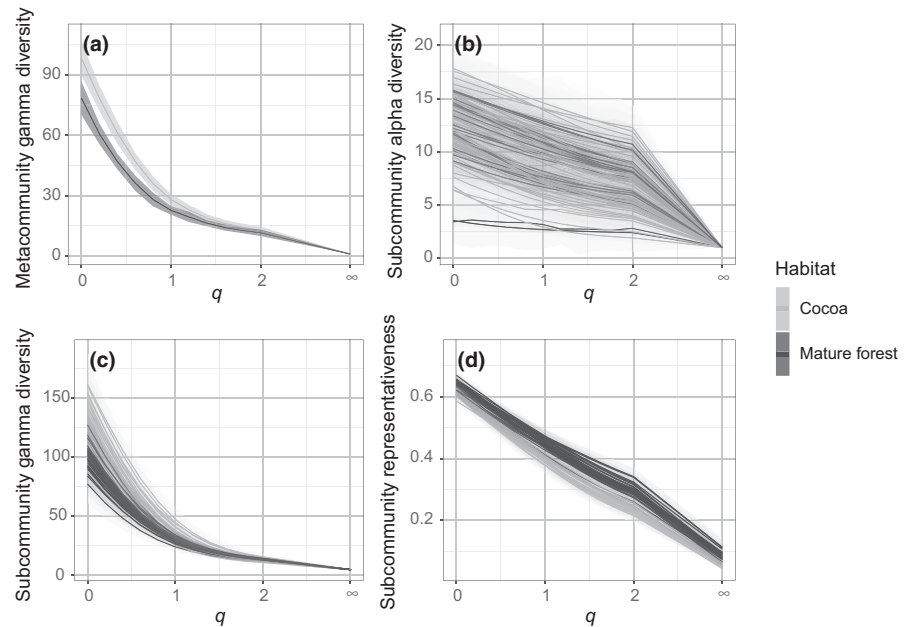 (a)
Metacommunity gamma diversity
90
60
30
0
0 1 2 ∞
q
(b)
Subcommunity alpha diversity
20
15
10
5
0
0 1 2 ∞
q
Habitat
Cocoa
Mature forest
(c)
Subcommunity gamma diversity
150
100
50
0
0 1 2 ∞
q
(d)
Subcommunity representativeness
0.6
0.4
0.2
0 1 2 ∞
q